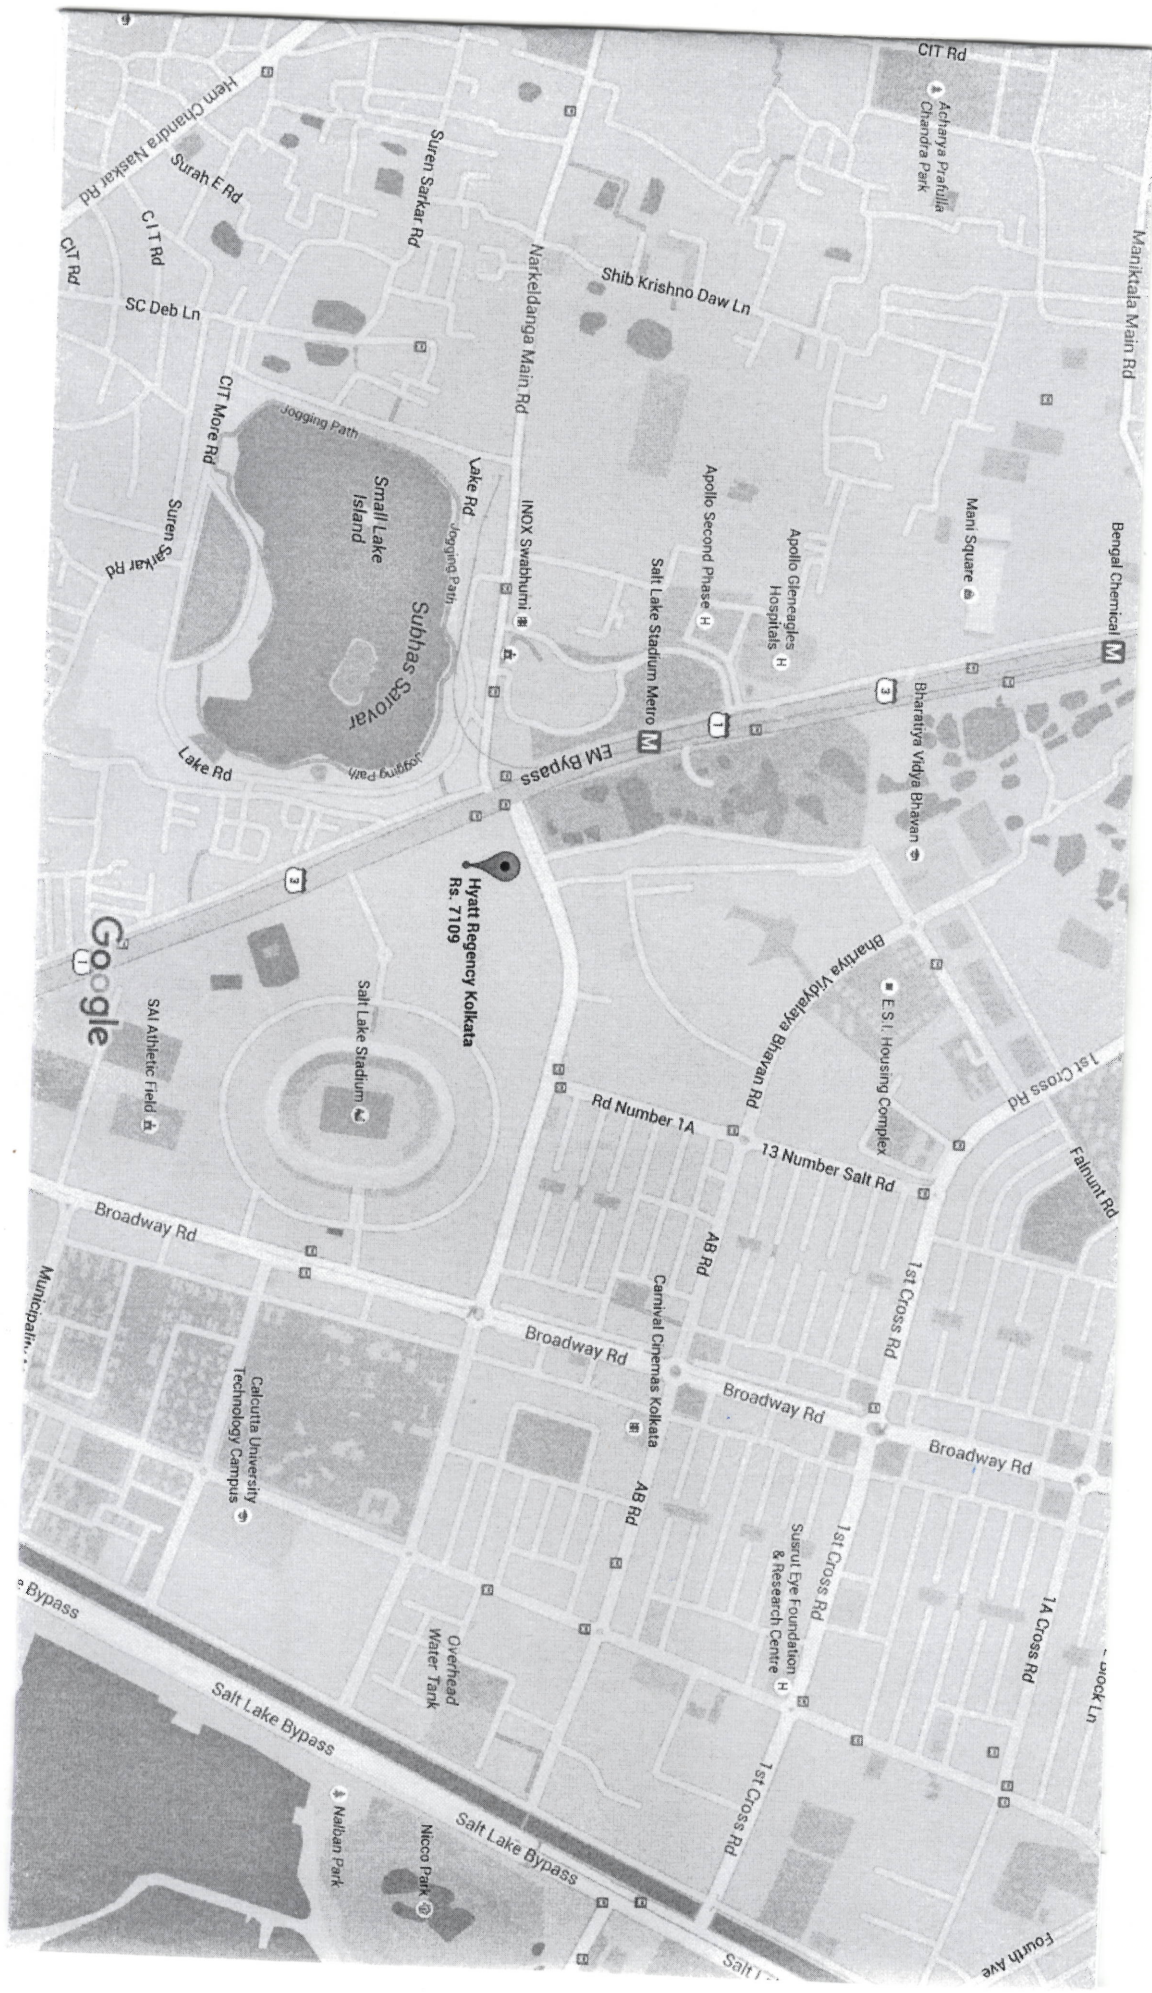 CIT Rd
Acharya Prafulla
Chandra Park
Maniktala Main Rd
Hem Chandra Naskar Rd
Surah E Rd
CIT Rd
CIT Rd
SC Deb Ln
Suren Sarkar Rd
Narkeldanga Main Rd
Shib Krishno Daw Ln
CIT More Rd
Jogging Path
Small Lake
Island
Lake Rd
Jogging Path
Subhas Sarovar
Jogging Path
Lake Rd
Suren Sarkar Rd
INOX Swabhumi
Apollo Second Phase
H
Apollo Gleneagles
Hospitals
H
Salt Lake Stadium Metro
M
Mani Square
Bengal Chemical
M
EM Bypass
1
3
Bharatiya Vidya Bhavan
3
1
Google
Hyatt Regency Kolkata
Rs. 7109
Bhartiya Vidyalaya Bhavan Rd
E.S.I. Housing Complex
1st Cross Rd
Falnunt Rd
SAI Athletic Field
Salt Lake Stadium
Rd Number 1A
13 Number Salt Rd
AB Rd
1st Cross Rd
Broadway Rd
Broadway Rd
Broadway Rd
Broadway Rd
Carnival Cinemas Kolkata
AB Rd
Calcutta University
Technology Campus
1st Cross Rd
Susrut Eye Foundation
& Research Centre
H
1A Cross Rd
Block Ln
Overhead
Water Tank
Bypass
Salt Lake Bypass
Salt Lake Bypass
1st Cross Rd
Nalban Park
Nicco Park
Fourth Ave